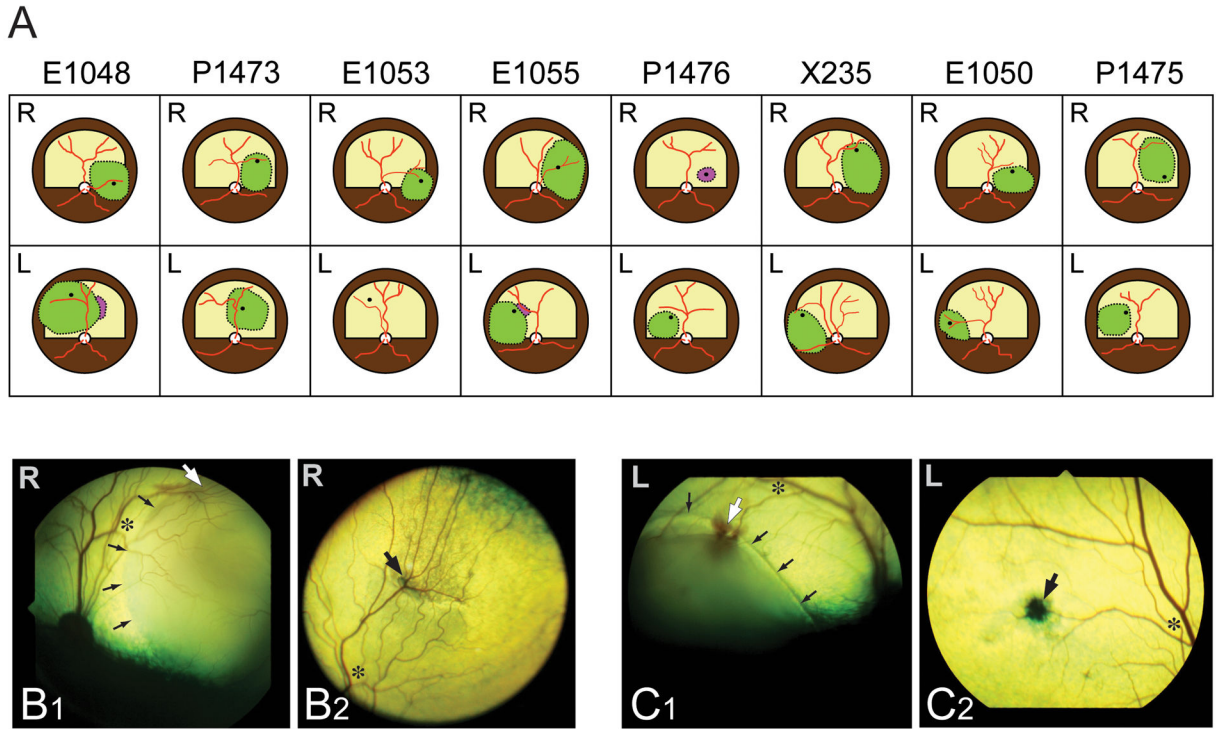 A
E1048 P1473 E1053 E1055 P1476 X235 E1050 P1475
R R R R R R R R
L L L L L L L L
R R L L
* * * *
B1 B2 C1 C2